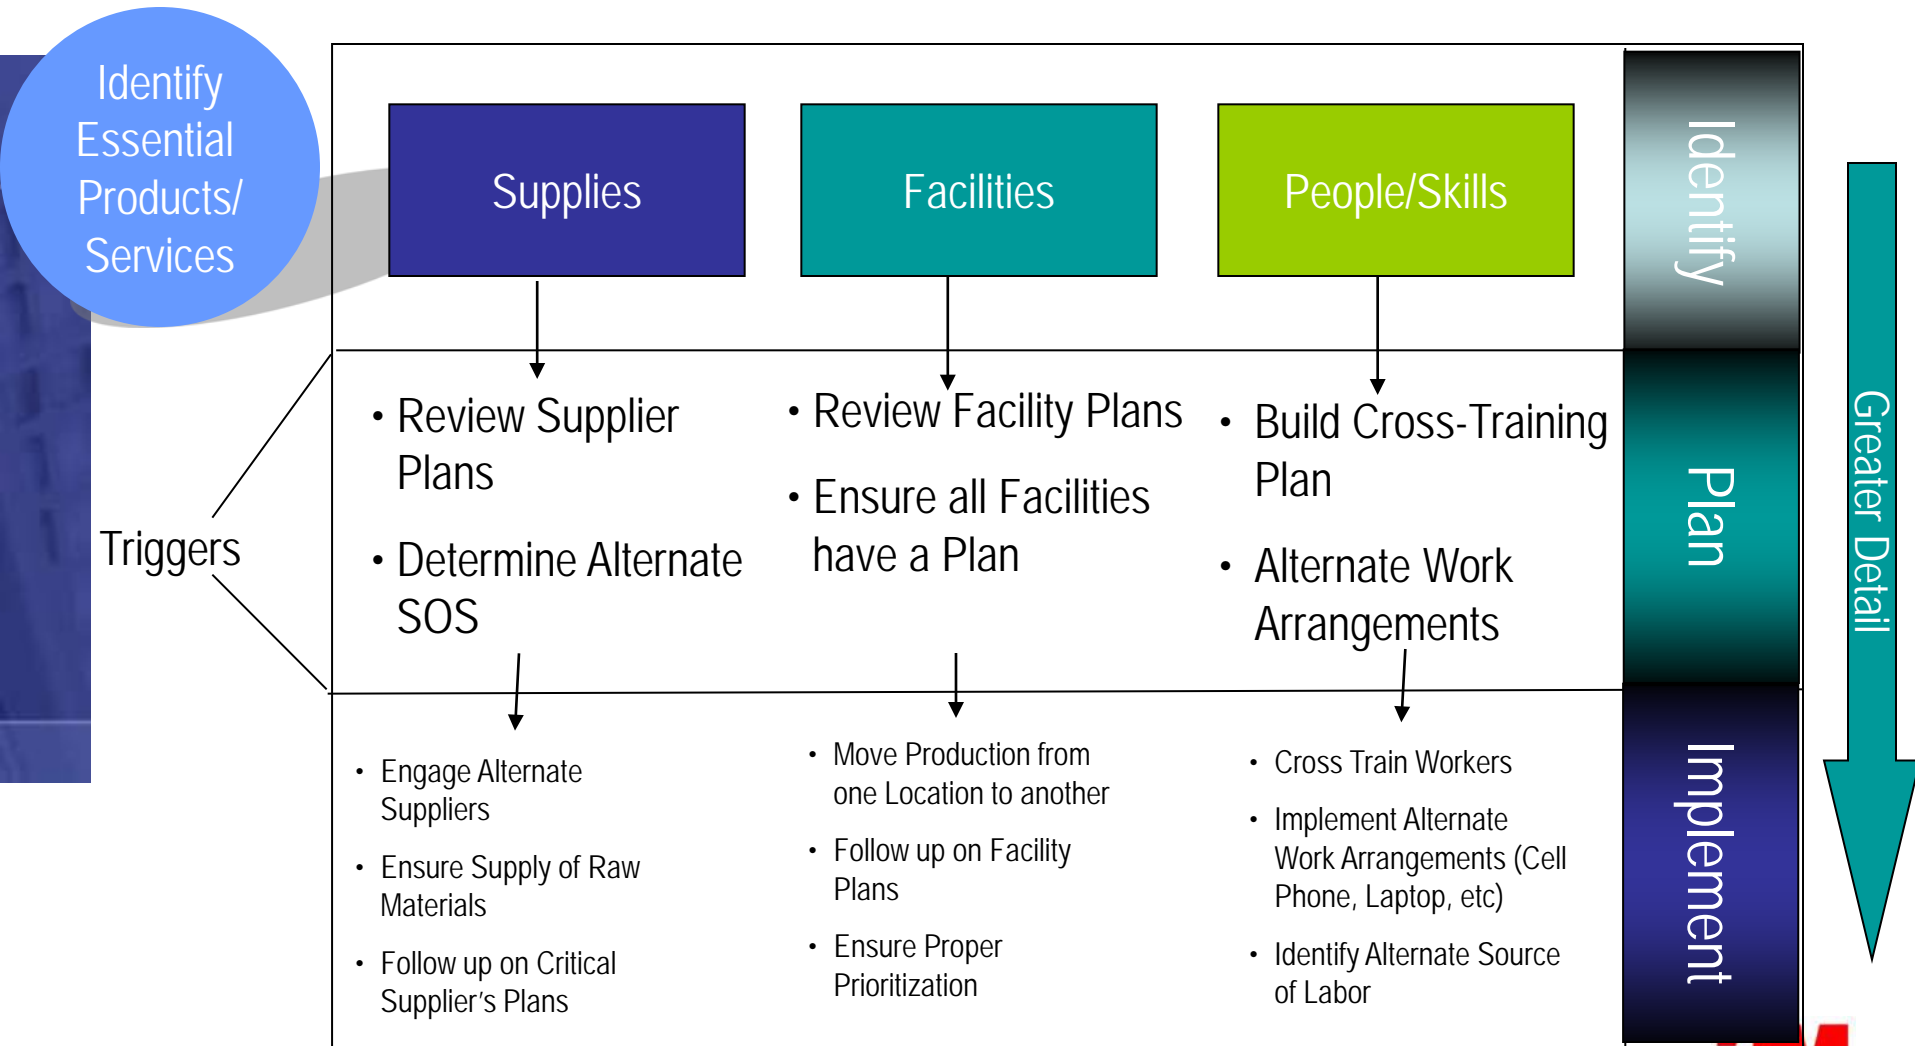 Identify
Essential
Products/
Services
Supplies
Facilities
People/Skills
Identify
Triggers
• Review Supplier
Plans
• Determine Alternate
SOS
• Review Facility Plans
• Ensure all Facilities
have a Plan
• Build Cross-Training
Plan
• Alternate Work
Arrangements
Plan
Greater Detail
• Engage Alternate
Suppliers
• Ensure Supply of Raw
Materials
• Follow up on Critical
Supplier’s Plans
• Move Production from
one Location to another
• Follow up on Facility
Plans
• Ensure Proper
Prioritization
• Cross Train Workers
• Implement Alternate
Work Arrangements (Cell
Phone, Laptop, etc)
• Identify Alternate Source
of Labor
Implement